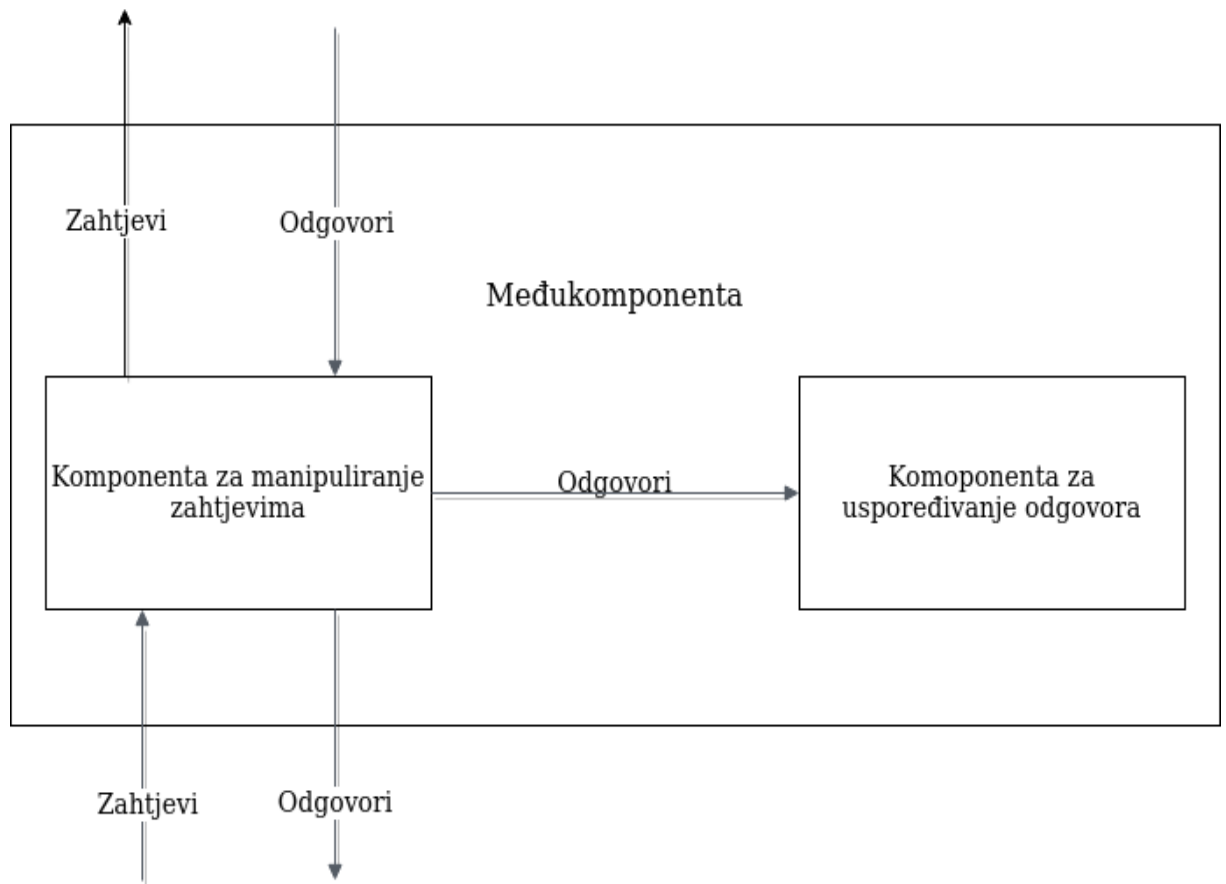 Zahtjevi
Odgovori
Međukomponenta
Komponenta za manipuliranje
zahtjevima
Odgovori
Komoponenta za
uspoređivanje odgovora
Zahtjevi
Odgovori